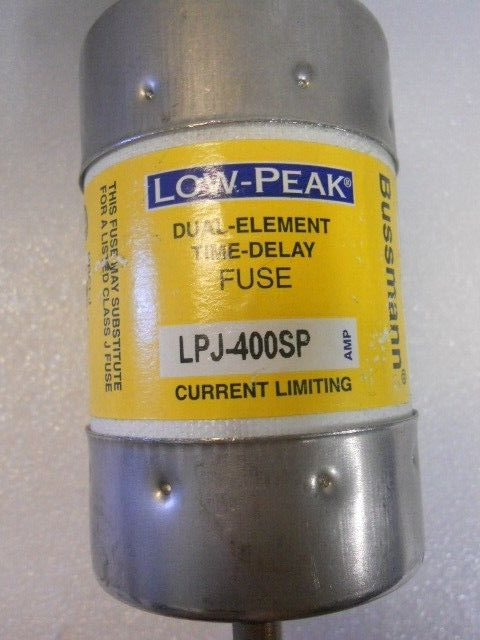 LOW-PEAK®
DUAL-ELEMENT
TIME-DELAY
FUSE
LPJ-400SP
AMP
CURRENT LIMITING
Bussmann®
THIS FUSE MAY SUBSTITUTE
FOR A LISTED CLASS J FUSE